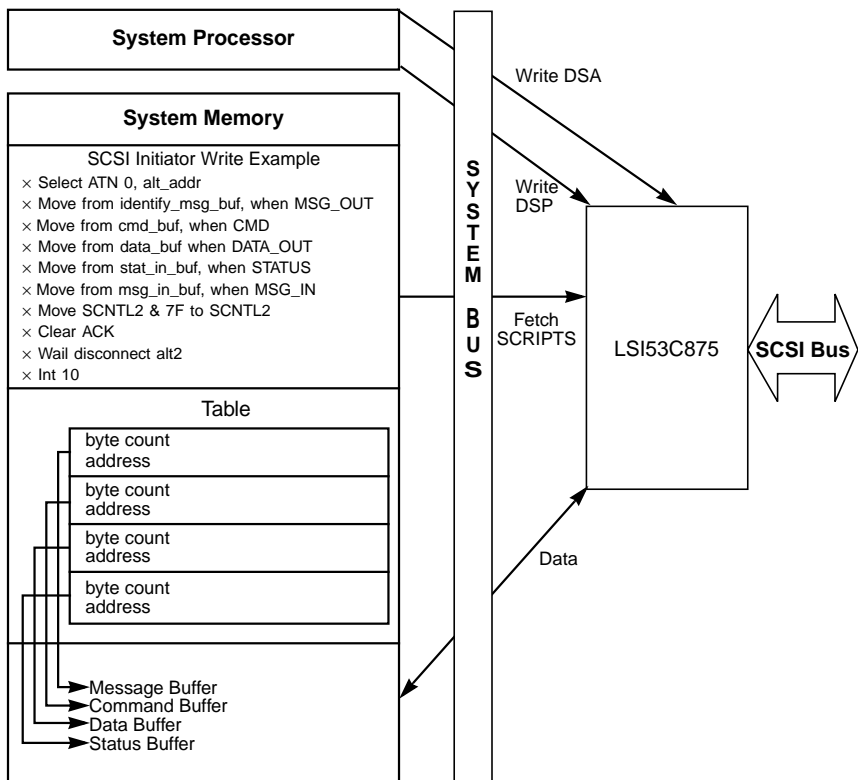 System Processor
System Memory
SCSI Initiator Write Example
× Select ATN 0, alt_addr
× Move from identify_msg_buf, when MSG_OUT
× Move from cmd_buf, when CMD
× Move from data_buf when DATA_OUT
× Move from stat_in_buf, when STATUS
× Move from msg_in_buf, when MSG_IN
× Move SCNTL2 & 7F to SCNTL2
× Clear ACK
× Wail disconnect alt2
× Int 10
Table
byte count
address
byte count
address
byte count
address
byte count
address
Message Buffer
Command Buffer
Data Buffer
Status Buffer
SYSTEM BUS
Write DSA
Write
DSP
Fetch
SCRIPTS
Data
LSI53C875
SCSI Bus